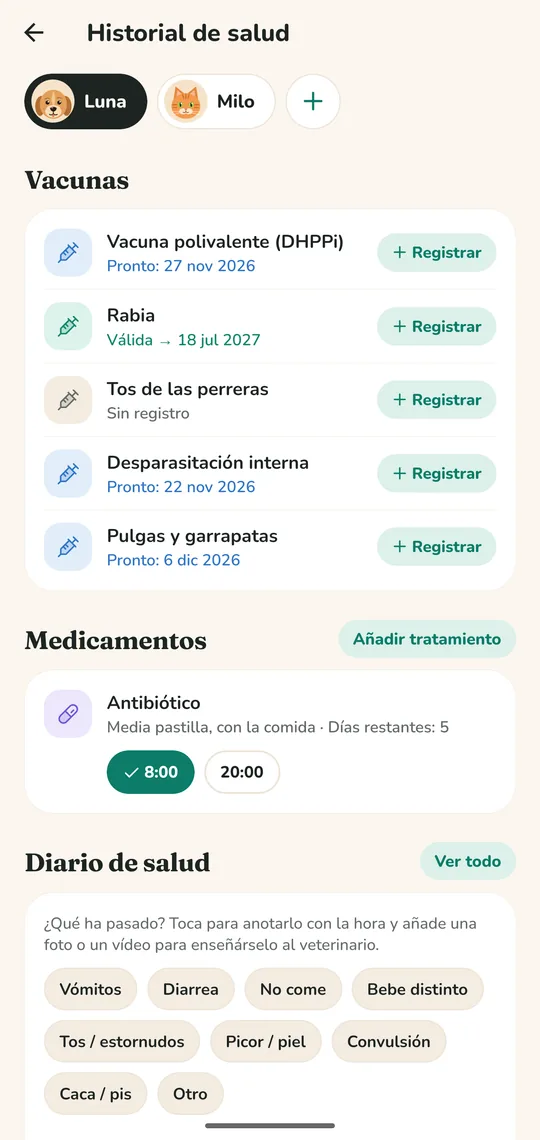 Historial de salud
Luna
Milo
Vacunas
Vacuna polivalente (DHPPi)
Pronto: 27 nov 2026
+ Registrar
Rabia
Válida → 18 jul 2027
+ Registrar
Tos de las perreras
Sin registro
+ Registrar
Desparasitación interna
Pronto: 22 nov 2026
+ Registrar
Pulgas y garrapatas
Pronto: 6 dic 2026
+ Registrar
Medicamentos
Añadir tratamiento
Antibiótico
Media pastilla, con la comida · Días restantes: 5
8:00
20:00
Diario de salud
Ver todo
¿Qué ha pasado? Toca para anotarlo con la hora y añade una
foto o un vídeo para enseñárselo al veterinario.
Vómitos
Diarrea
No come
Bebe distinto
Tos / estornudos
Picor / piel
Convulsión
Caca / pis
Otro